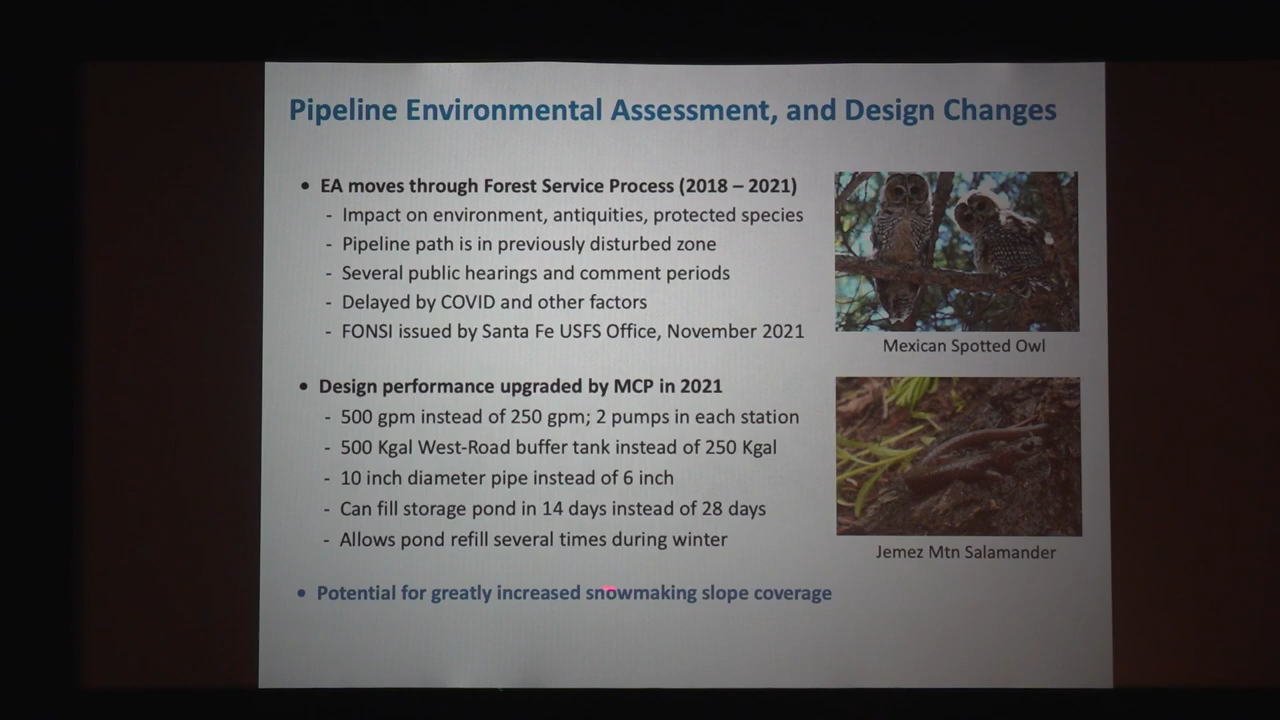 Pipeline Environmental Assessment, and Design Changes
• EA moves through Forest Service Process (2018 – 2021)
- Impact on environment, antiquities, protected species
- Pipeline path is in previously disturbed zone
- Several public hearings and comment periods
- Delayed by COVID and other factors
- FONSI issued by Santa Fe USFS Office, November 2021
Mexican Spotted Owl
• Design performance upgraded by MCP in 2021
- 500 gpm instead of 250 gpm; 2 pumps in each station
- 500 Kgal West-Road buffer tank instead of 250 Kgal
- 10 inch diameter pipe instead of 6 inch
- Can fill storage pond in 14 days instead of 28 days
- Allows pond refill several times during winter
Jemez Mtn Salamander
• Potential for greatly increased snowmaking slope coverage